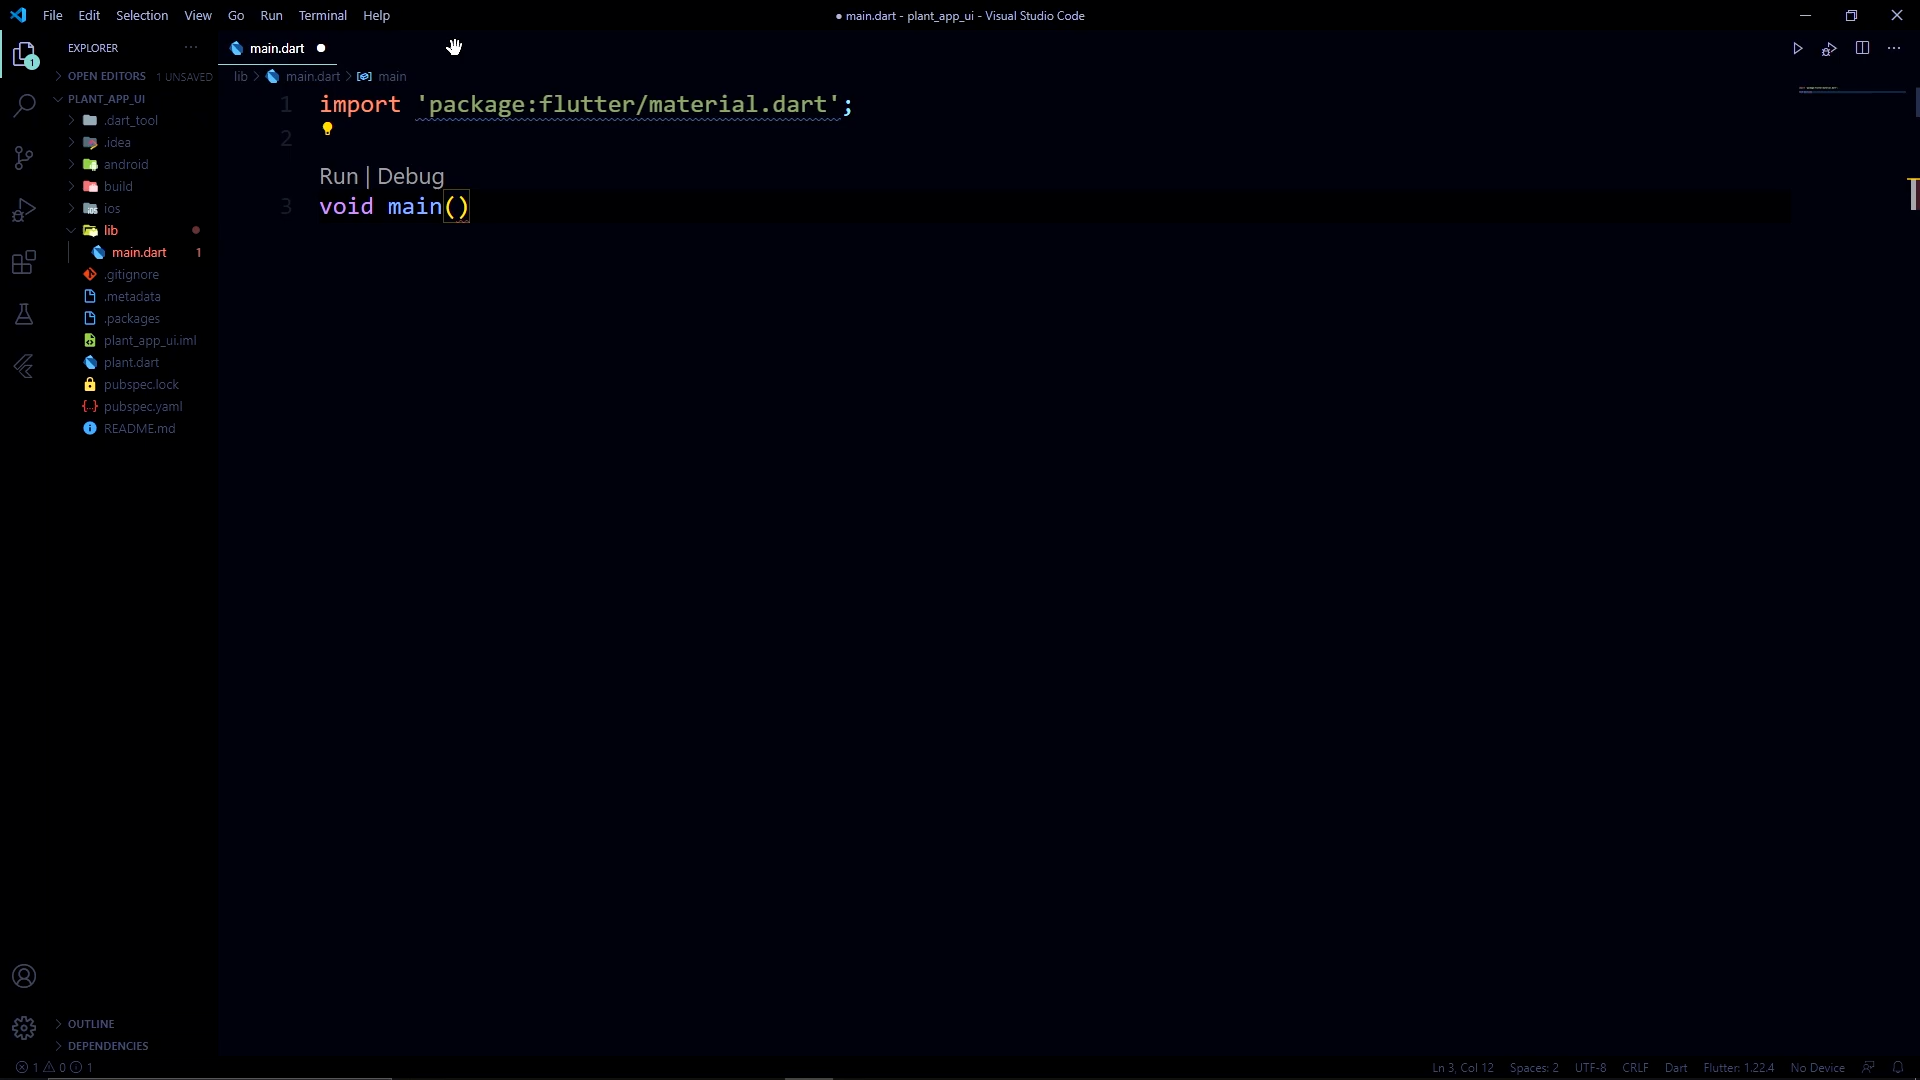 File Edit Selection View Go Run Terminal Help
● main.dart - plant_app_ui - Visual Studio Code
EXPLORER
main.dart
1
OPEN EDITORS 1 UNSAVED
lib > main.dart > main
PLANT_APP_UI
.dart_tool
.idea
android
build
ios
lib
main.dart 1
.gitignore
.metadata
.packages
plant_app_ui.iml
plant.dart
pubspec.lock
pubspec.yaml
README.md
OUTLINE
DEPENDENCIES
1 import 'package:flutter/material.dart';
2
Run | Debug
3 void main()
1 0 1
Ln 3, Col 12 Spaces: 2 UTF-8 CRLF Dart Flutter: 1.22.4 No Device